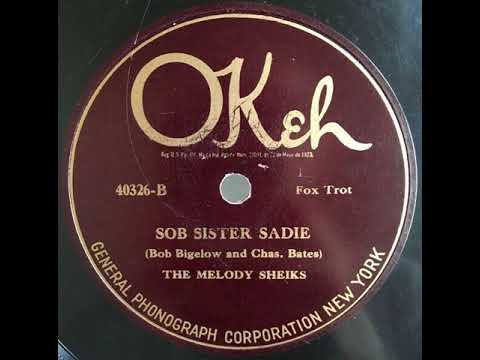 OKeh
40326-B
Fox Trot
SOB SISTER SADIE
(Bob Bigelow and Chas. Bates)
THE MELODY SHEIKS
GENERAL PHONOGRAPH CORPORATION NEW YORK